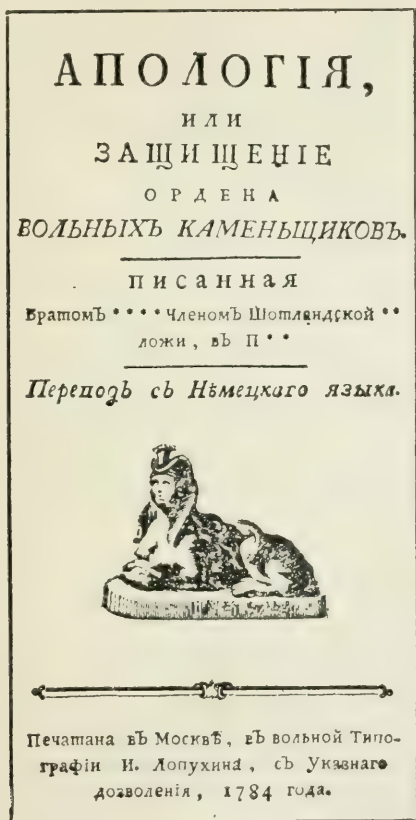 АПОЛОГІЯ,
ИЛИ
ЗАЩИЩЕНІЕ
ОРДЕНА
ВОЛЬНЫХЪ КАМЕНЬЩИКОВЪ.
ПИСАННАЯ
Братомъ * * * * Членомъ Шотландской * *
ложи, въ П * *
Переводъ съ Нѣмецкаго языка.
Печатана въ Москвѣ, въ вольной Типо-
графіи И. Лопухина, съ Указнаго
дозволенія, 1784 года.